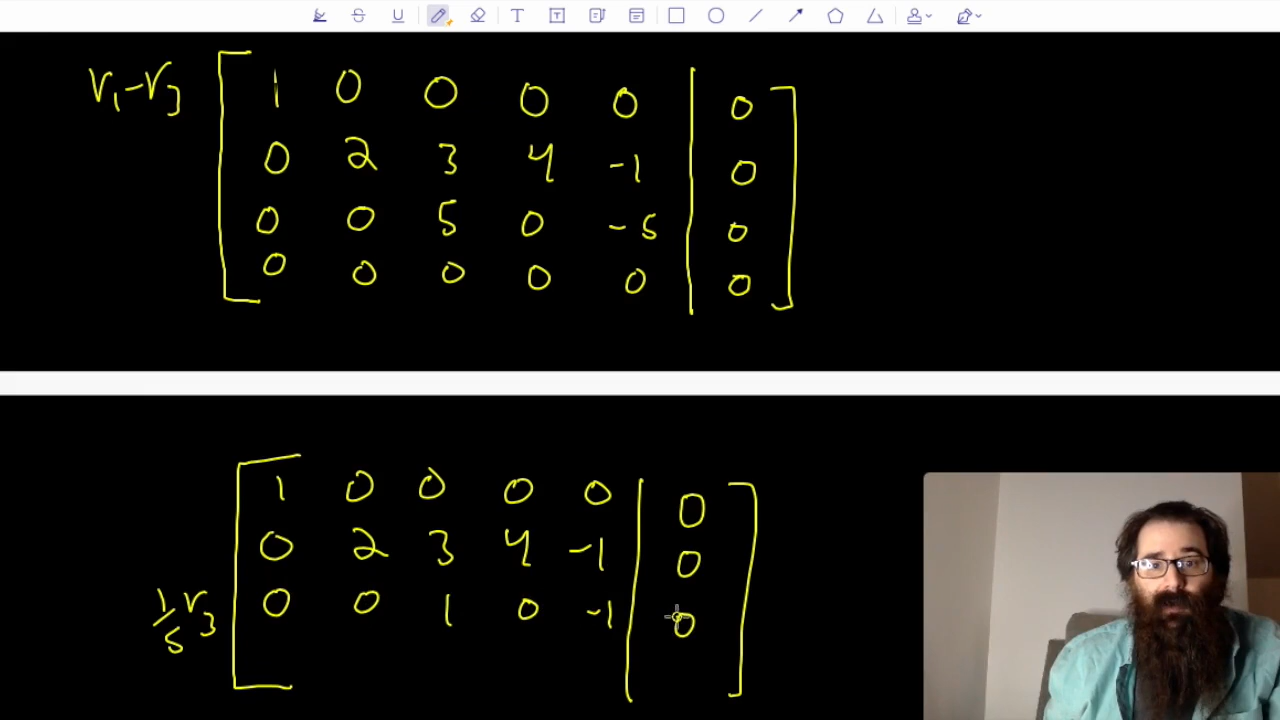 r₁-r₃ [ 1 0 0 0 0 | 0 ]
0 2 3 4 -1 | 0
0 0 5 0 -5 | 0
0 0 0 0 0 | 0
[ 1 0 0 0 0 | 0 ]
0 2 3 4 -1 | 0
1/5 r₃ 0 0 1 0 -1 | 0